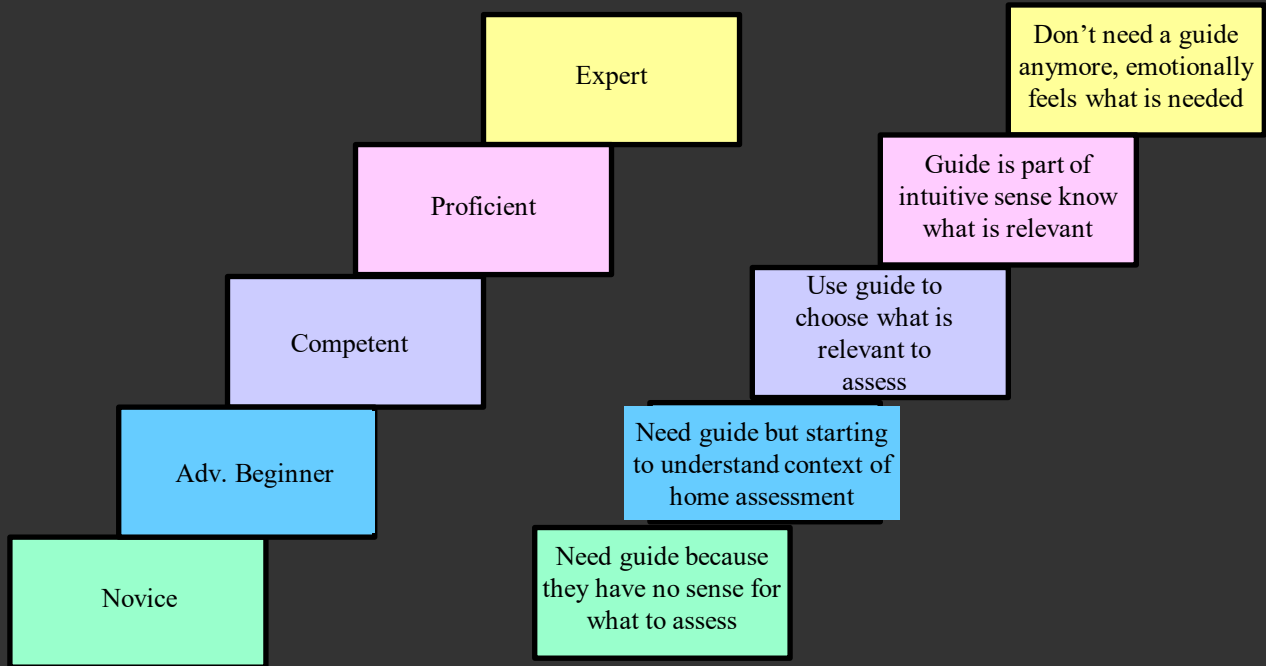 Expert
Don’t need a guide
anymore, emotionally
feels what is needed
Proficient
Guide is part of
intuitive sense know
what is relevant
Competent
Use guide to
choose what is
relevant to
assess
Adv. Beginner
Need guide but starting
to understand context of
home assessment
Novice
Need guide because
they have no sense for
what to assess